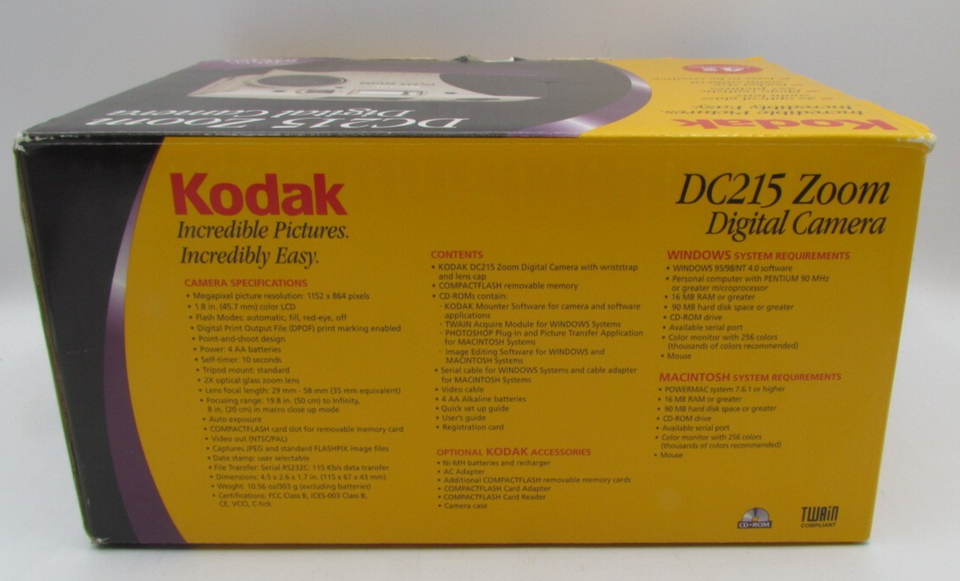 DC215 Zoom
Digital Camera
Kodak
Incredible Pictures.
Incredibly Easy.
Kodak
Incredible Pictures.
Incredibly Easy.
CAMERA SPECIFICATIONS
• Megapixel picture resolution: 1152 x 864 pixels
• 1.8 in. (45.7 mm) color LCD
• Flash Modes: automatic, fill, red-eye, off
• Digital Print Output File (DPOF) print marking enabled
• Point-and-shoot design
• Power: 4 AA batteries
• Self-timer: 10 seconds
• Tripod mount: standard
• 2X optical glass zoom lens
• Lens focal length: 29 mm - 58 mm (35 mm equivalent)
• Focusing range: 19.8 in. (50 cm) to Infinity,
8 in. (20 cm) in macro close up mode
• Auto exposure
• COMPACTFLASH card slot for removable memory card
• Video out (NTSC/PAL)
• Captures JPEG and standard FLASHPIX image files
• Date stamp: user selectable
• File Transfer: Serial RS232C: 115 Kb/s data transfer
• Dimensions: 4.5 x 2.6 x 1.7 in. (115 x 67 x 43 mm)
• Weight: 10.56 oz/303 g (excluding batteries)
• Certifications: FCC Class B, ICES-003 Class B,
CE, VCCI, C-tick
CONTENTS
• KODAK DC215 Zoom Digital Camera with wriststrap
and lens cap
• COMPACTFLASH removable memory
• CD-ROMs contain:
· KODAK Mounter Software for camera and software
applications
· TWAIN Acquire Module for WINDOWS Systems
· PHOTOSHOP Plug-In and Picture Transfer Application
for MACINTOSH Systems
· Image Editing Software for WINDOWS and
MACINTOSH Systems
• Serial cable for WINDOWS Systems and cable adapter
for MACINTOSH Systems
• Video cable
• 4 AA Alkaline batteries
• Quick set up guide
• User's guide
• Registration card
OPTIONAL KODAK ACCESSORIES
• Ni-MH batteries and recharger
• AC Adapter
• Additional COMPACTFLASH removable memory cards
• COMPACTFLASH Card Adapter
• COMPACTFLASH Card Reader
• Camera case
DC215 Zoom
Digital Camera
WINDOWS SYSTEM REQUIREMENTS
• WINDOWS 95/98/NT 4.0 software
• Personal computer with PENTIUM 90 MHz
or greater microprocessor
• 16 MB RAM or greater
• 90 MB hard disk space or greater
• CD-ROM drive
• Available serial port
• Color monitor with 256 colors
(thousands of colors recommended)
• Mouse
MACINTOSH SYSTEM REQUIREMENTS
• POWERMAC system 7.6.1 or higher
• 16 MB RAM or greater
• 90 MB hard disk space or greater
• CD-ROM drive
• Available serial port
• Color monitor with 256 colors
(thousands of colors recommended)
• Mouse
CD-ROM
TWAIN
COMPLIANT